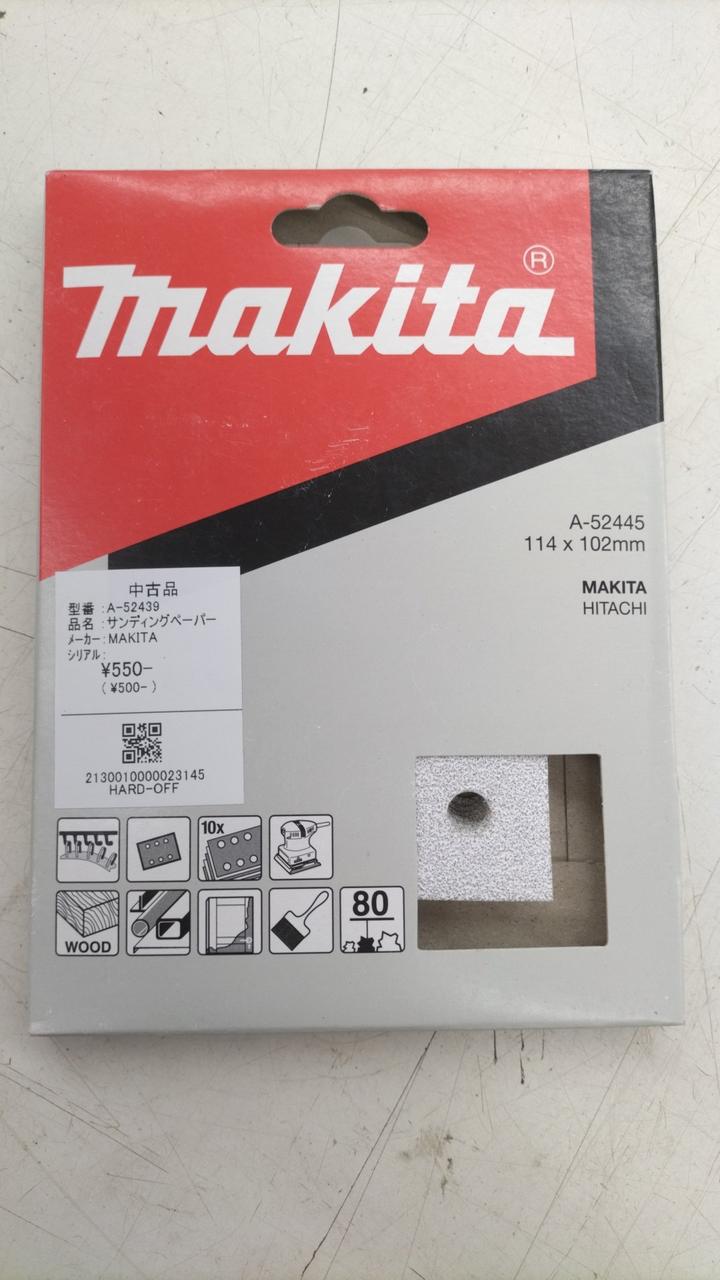 makita®
A-52445
114 x 102mm
MAKITA
HITACHI
中古品
型番 :A-52439
品名 :サンディングペーパー
メーカー:MAKITA
シリアル:
¥550-
(¥500-)
2130010000023145
HARD-OFF
10x
WOOD
80